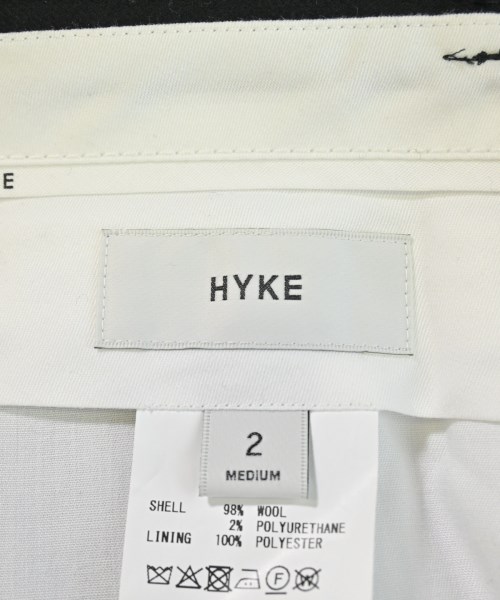 E
HYKE
2
MEDIUM
SHELL 98% WOOL
2% POLYURETHANE
LINING 100% POLYESTER